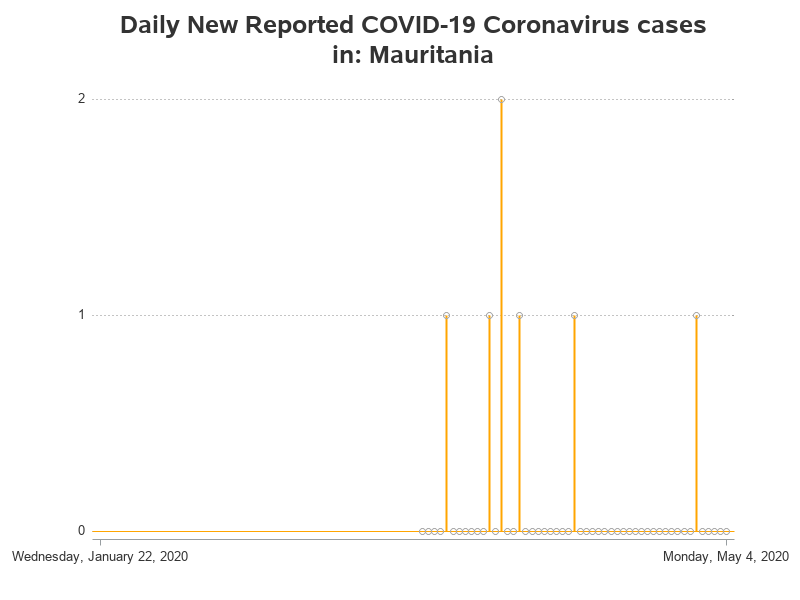 Daily New Reported COVID-19 Coronavirus cases
in: Mauritania
2
1
0
Wednesday, January 22, 2020
Monday, May 4, 2020